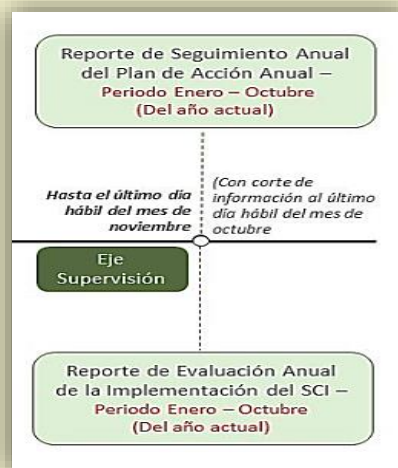 Reporte de Seguimiento Anual
del Plan de Acción Anual –
Periodo Enero – Octubre
(Del año actual)
Hasta el último día
hábil del mes de
noviembre
(Con corte de
información al último
día hábil del mes de
octubre
Eje
Supervisión
Reporte de Evaluación Anual
de la Implementación del SCI –
Periodo Enero – Octubre
(Del año actual)